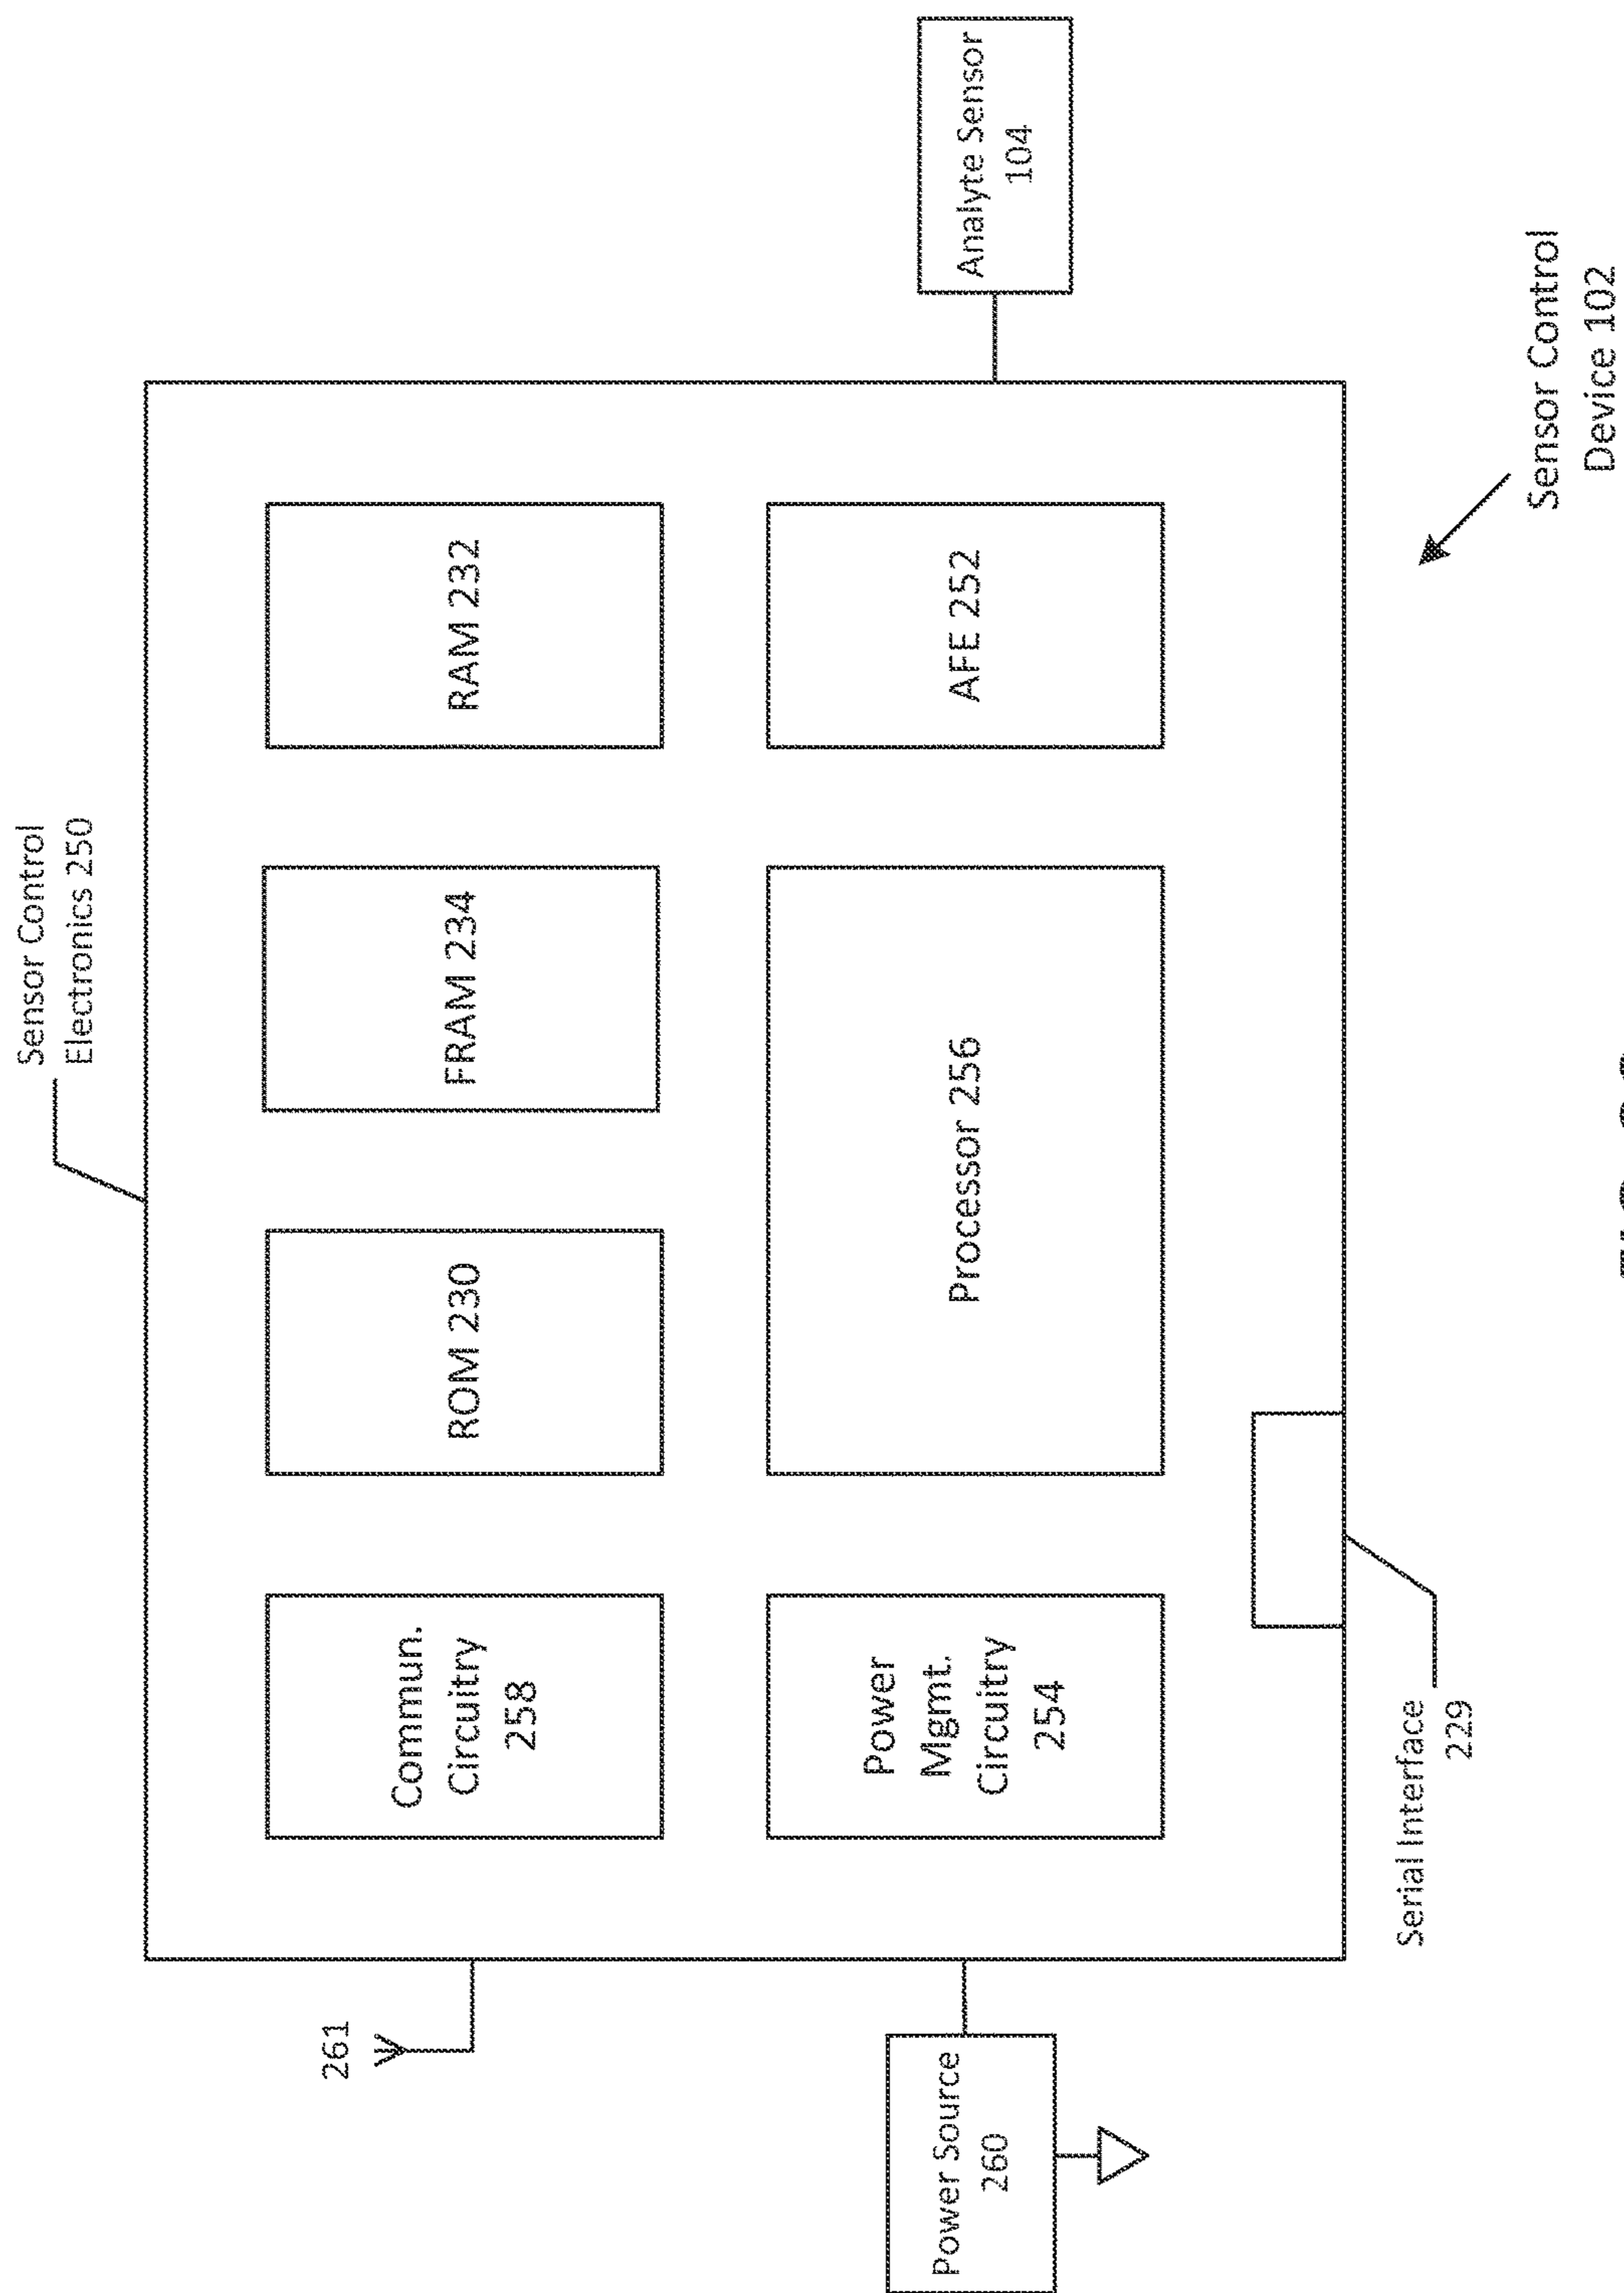 Sensor Control
Electronics 250
261
Commun.
Circuitry
258
ROM 230
FRAM 234
RAM 232
Power Source
260
Power
Mgmt.
Circuitry
254
Processor 256
AFE 252
Analyte Sensor
104
Serial Interface
229
Sensor Control
Device 102